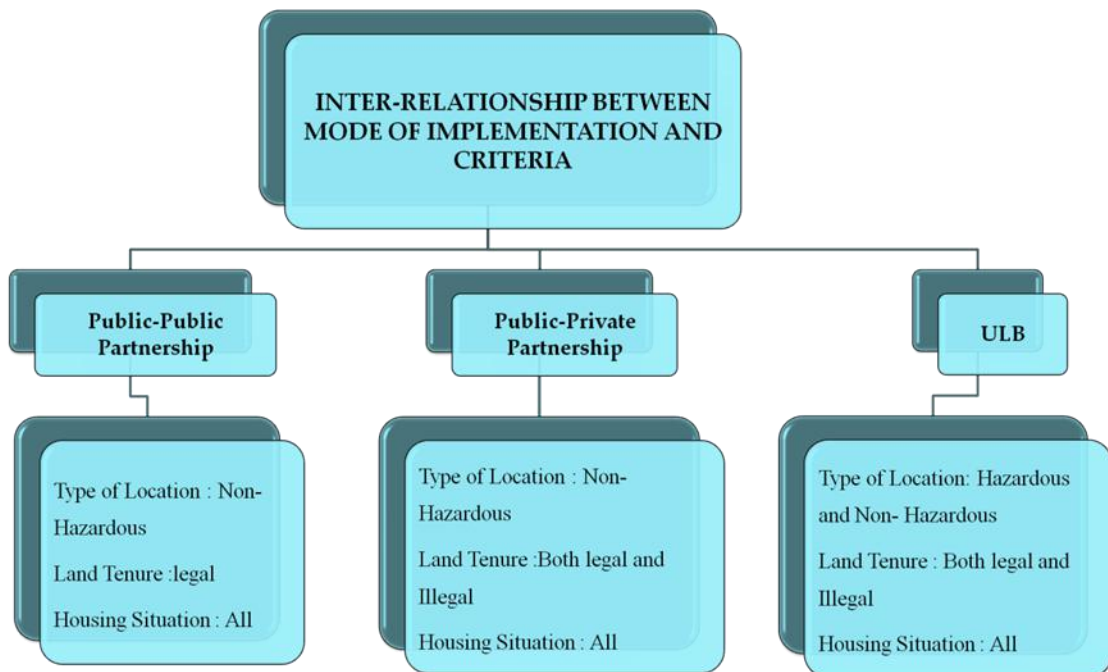 INTER-RELATIONSHIP BETWEEN
MODE OF IMPLEMENTATION AND
CRITERIA
Public-Public
Partnership
Public-Private
Partnership
ULB
Type of Location : Non-
Hazardous
Land Tenure :legal
Housing Situation : All
Type of Location : Non-
Hazardous
Land Tenure :Both legal and
Illegal
Housing Situation : All
Type of Location: Hazardous
and Non- Hazardous
Land Tenure : Both legal and
Illegal
Housing Situation : All